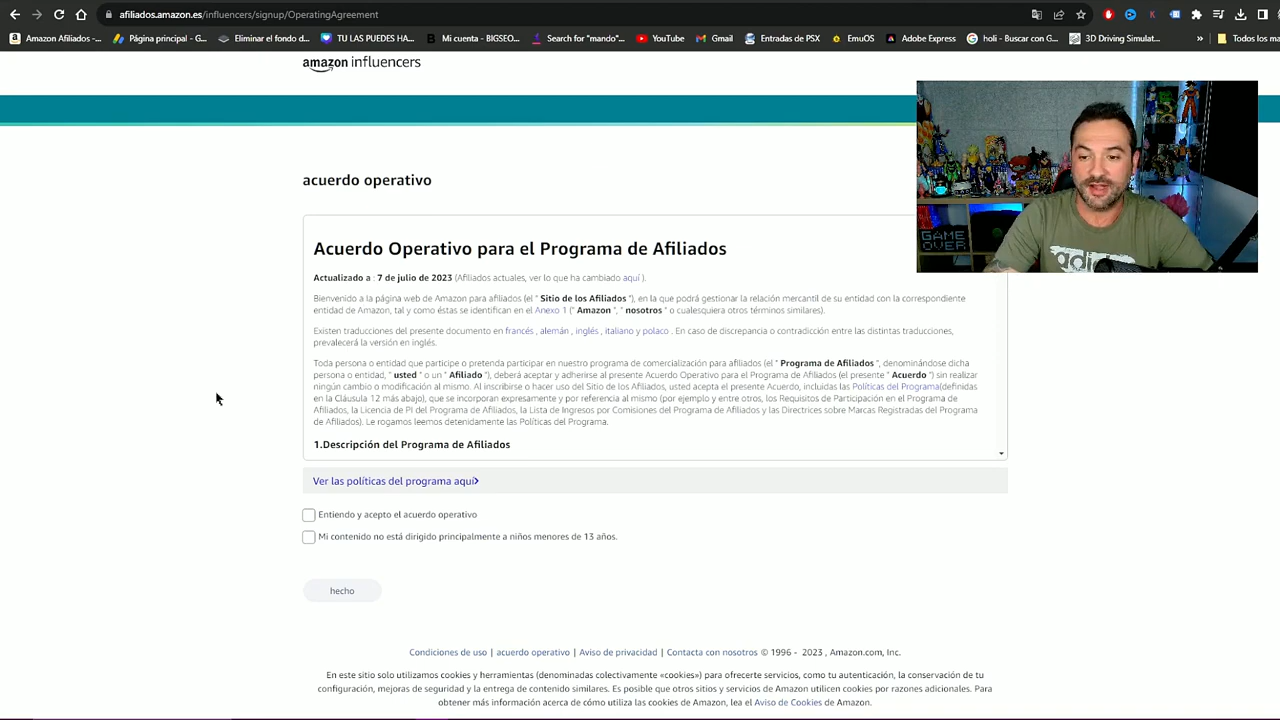 afiliados.amazon.es/influencers/signup/OperatingAgreement
Amazon Afiliados -... Página principal - G... Eliminar el fondo d... TU LAS PUEDES HA... Mi cuenta - BIGSEO... Search for "mando"... YouTube Gmail Entradas de PSX EmuOS Adobe Express holi - Buscar con G... 3D Driving Simulat... » Todos los ma
amazon influencers
GAME
OVER
adidas
acuerdo operativo
Acuerdo Operativo para el Programa de Afiliados
Actualizado a : 7 de julio de 2023 (Afiliados actuales, ver lo que ha cambiado aquí ).
Bienvenido a la página web de Amazon para afiliados (el " Sitio de los Afiliados "), en la que podrá gestionar la relación mercantil de su entidad con la correspondiente
entidad de Amazon, tal y como éstas se identifican en el Anexo 1 (" Amazon ", " nosotros " o cualesquiera otros términos similares).
Existen traducciones del presente documento en francés , alemán , inglés , italiano y polaco . En caso de discrepancia o contradicción entre las distintas traducciones,
prevalecerá la versión en inglés.
Toda persona o entidad que participe o pretenda participar en nuestro programa de comercialización para afiliados (el " Programa de Afiliados ", denominándose dicha
persona o entidad, " usted " o un " Afiliado "), deberá aceptar y adherirse al presente Acuerdo Operativo para el Programa de Afiliados (el presente " Acuerdo ") sin realizar
ningún cambio o modificación al mismo. Al inscribirse o hacer uso del Sitio de los Afiliados, usted acepta el presente Acuerdo, incluidas las Políticas del Programa(definidas
en la Cláusula 12 más abajo), que se incorporan expresamente y por referencia al mismo (por ejemplo y entre otros, los Requisitos de Participación en el Programa de
Afiliados, la Licencia de PI del Programa de Afiliados, la Lista de Ingresos por Comisiones del Programa de Afiliados y las Directrices sobre Marcas Registradas del Programa
de Afiliados). Le rogamos leemos detenidamente las Políticas del Programa.
1.Descripción del Programa de Afiliados
Ver las políticas del programa aquí>
Entiendo y acepto el acuerdo operativo
Mi contenido no está dirigido principalmente a niños menores de 13 años.
hecho
Condiciones de uso | acuerdo operativo | Aviso de privacidad | Contacta con nosotros © 1996 - 2023 , Amazon.com, Inc.
En este sitio solo utilizamos cookies y herramientas (denominadas colectivamente «cookies») para ofrecerte servicios, como tu autenticación, la conservación de tu
configuración, mejoras de seguridad y la entrega de contenido similares. Es posible que otros sitios y servicios de Amazon utilicen cookies por razones adicionales. Para
obtener más información acerca de cómo utiliza las cookies de Amazon, lea el Aviso de Cookies de Amazon.